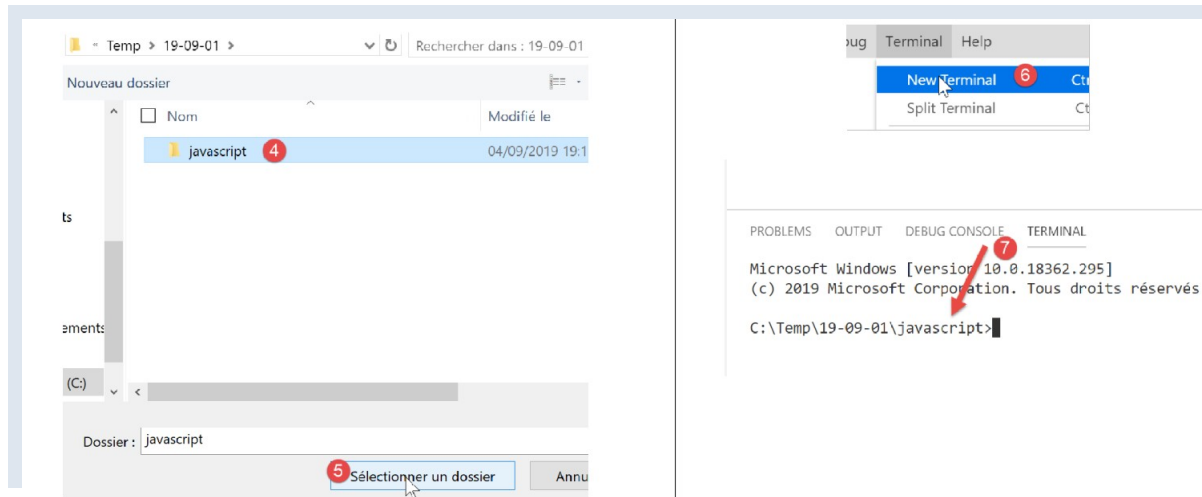 « Temp > 19-09-01 >
Rechercher dans : 19-09-01
Nouveau dossier
Nom
Modifié le
javascript 4
04/09/2019 19:1
ts
ements
(C:)
Dossier : javascript
5 Sélectionner un dossier
Annu
bug Terminal Help
New Terminal 6 Ctr
Split Terminal Ct
PROBLEMS OUTPUT DEBUG CONSOLE TERMINAL
7
Microsoft Windows [version 10.0.18362.295]
(c) 2019 Microsoft Corporation. Tous droits réservés
C:\Temp\19-09-01\javascript>